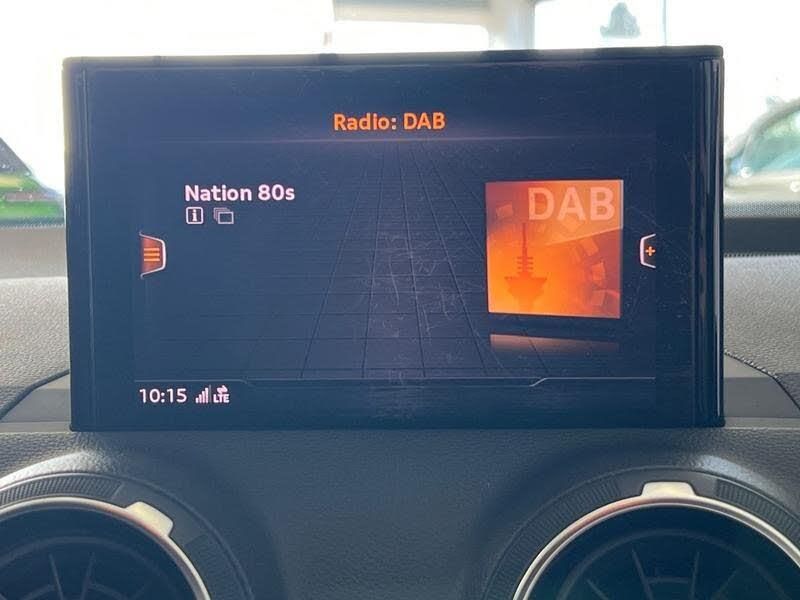 Radio: DAB
Nation 80s
DAB
10:15 LTE